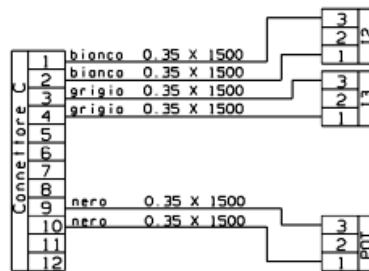 Connettore C
1 bianco 0.35 X 1500
2 bianco 0.35 X 1500
3 grigio 0.35 X 1500
4 grigio 0.35 X 1500
5
6
7
8
9 nero 0.35 X 1500
10 nero 0.35 X 1500
11
12
3
2
1
12
3
2
1
13
3
2
1
POT